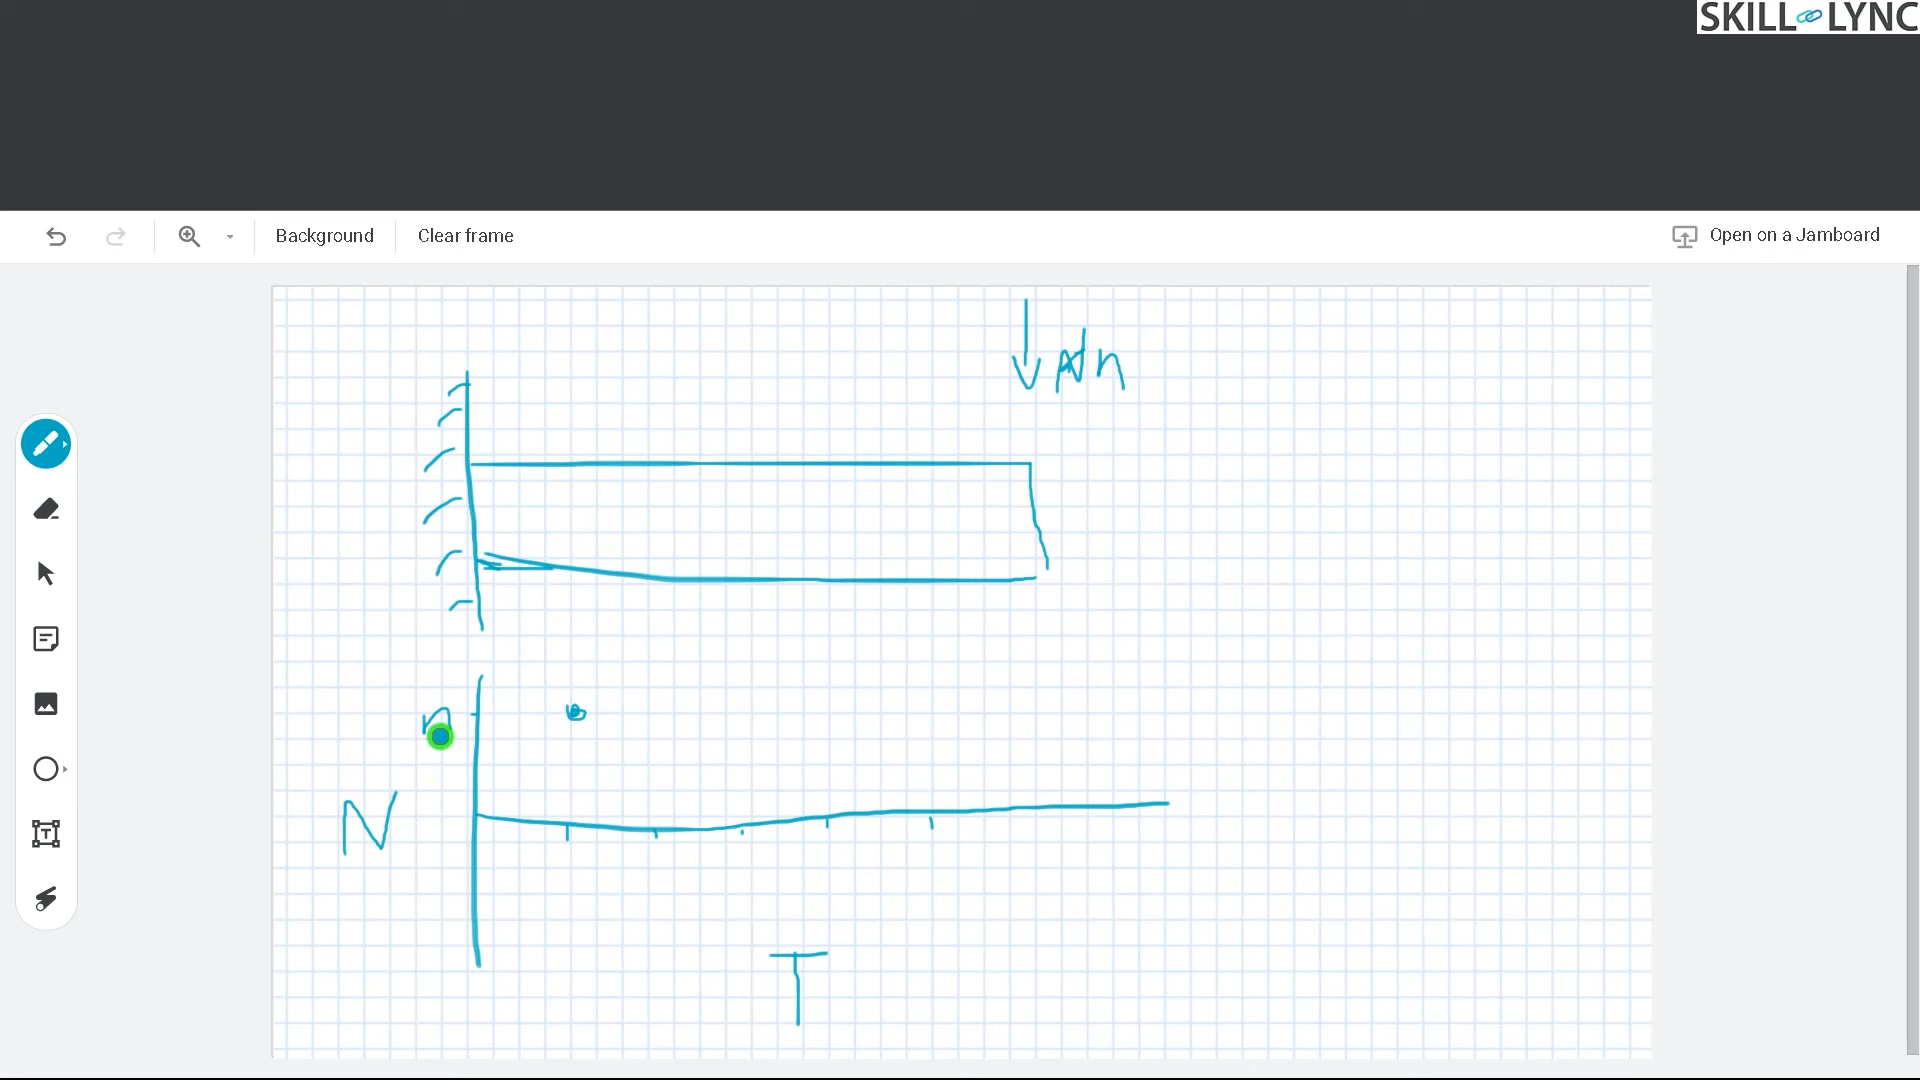 SKILL LYNC
Background
Clear frame
Open on a Jamboard
n
n
N
T